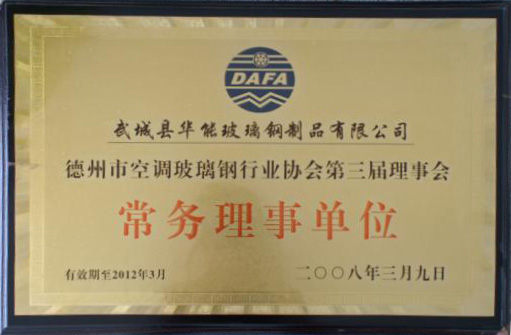 DAFA
武城县华能玻璃钢制品有限公司
德州市空调玻璃钢行业协会第三届理事会
常务理事单位
有效期至2012年3月
二〇〇八年三月九日